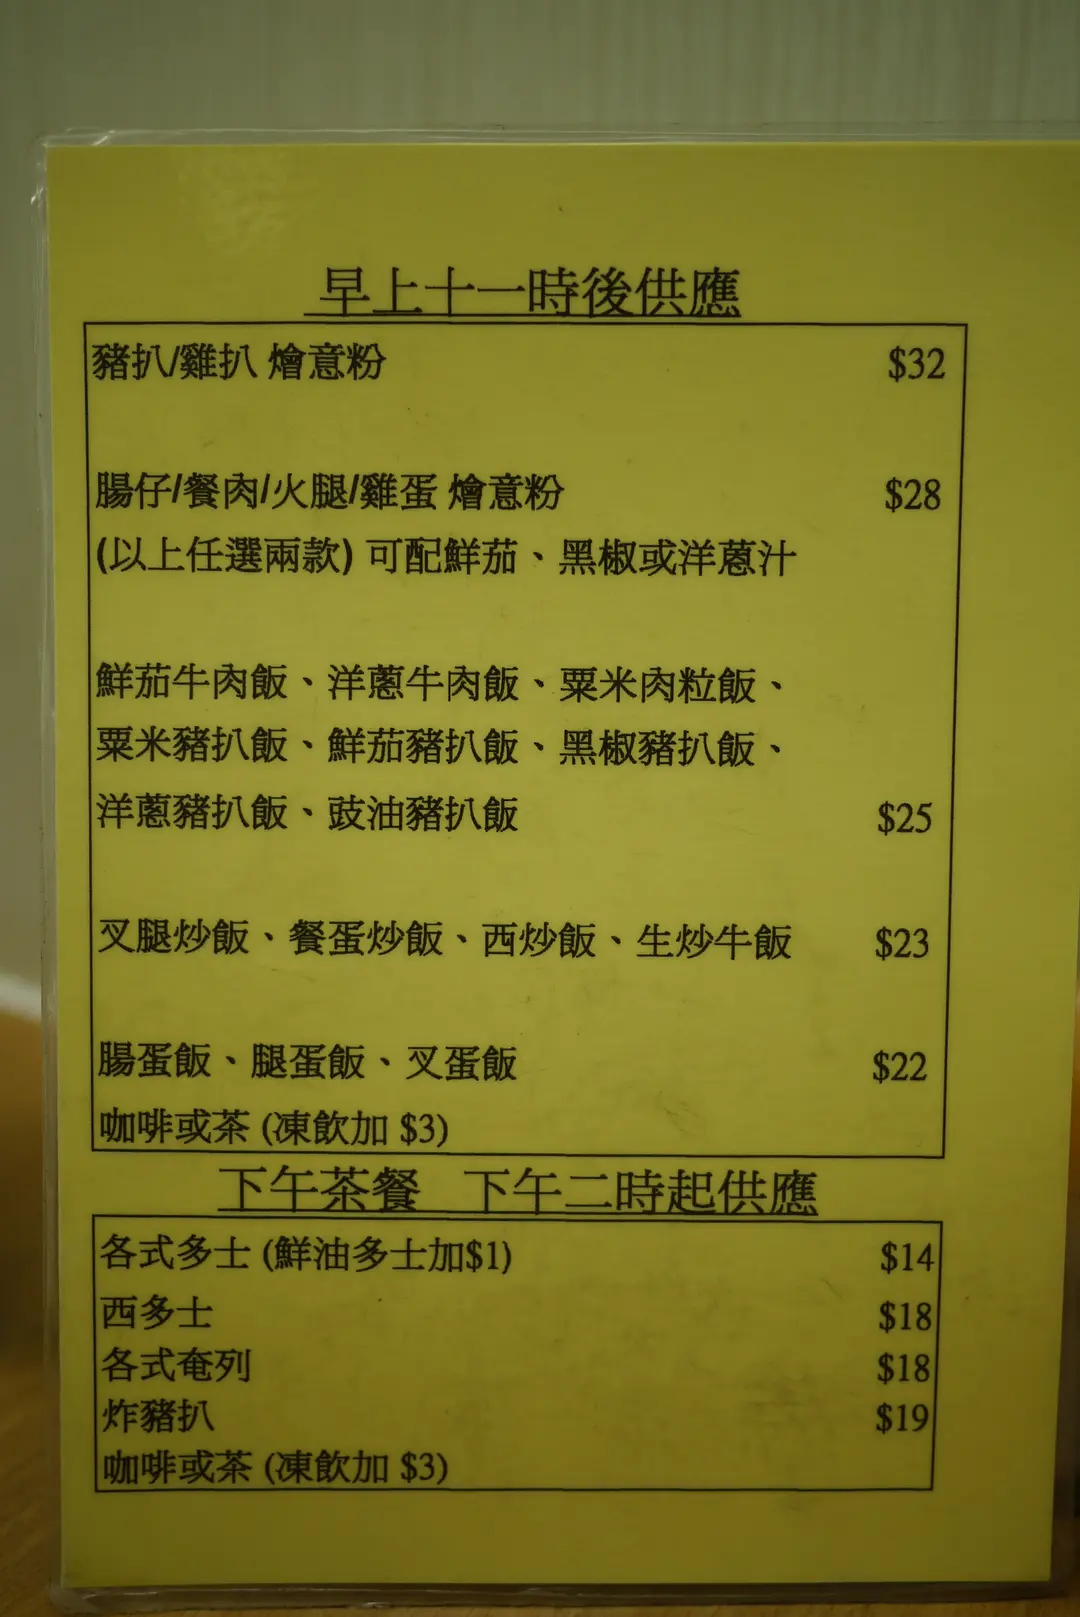 早上十一時後供應
豬扒/雞扒 燴意粉 $32
腸仔/餐肉/火腿/雞蛋 燴意粉 $28
(以上任選兩款) 可配鮮茄、黑椒或洋蔥汁
鮮茄牛肉飯、洋蔥牛肉飯、粟米肉粒飯、
粟米豬扒飯、鮮茄豬扒飯、黑椒豬扒飯、
洋蔥豬扒飯、豉油豬扒飯 $25
叉腿炒飯、餐蛋炒飯、西炒飯、生炒牛飯 $23
腸蛋飯、腿蛋飯、叉蛋飯 $22
咖啡或茶 (凍飲加 $3)
下午茶餐 下午二時起供應
各式多士 (鮮油多士加$1) $14
西多士 $18
各式奄列 $18
炸豬扒 $19
咖啡或茶 (凍飲加 $3)